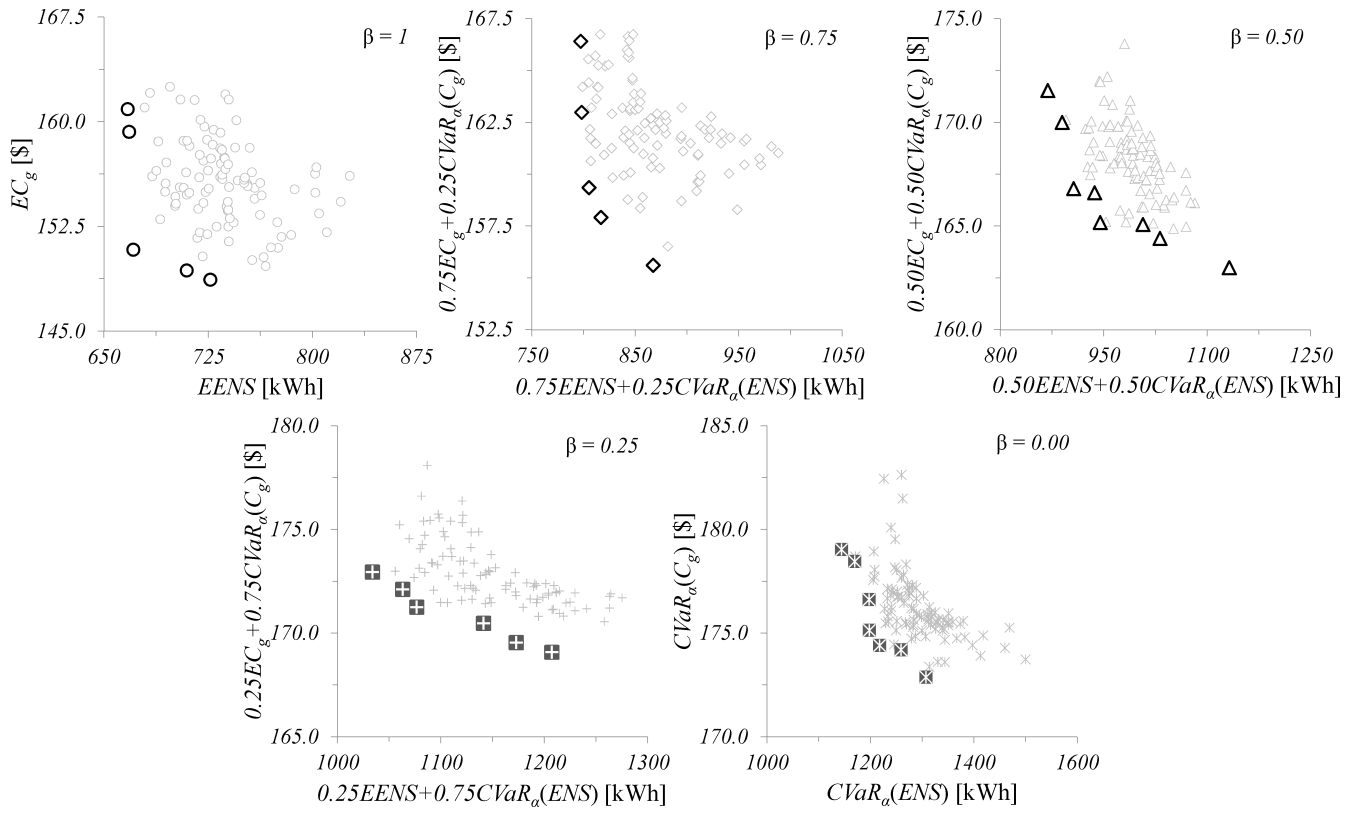 167.5
160.0
152.5
145.0
EC_g [$]
β = 1
650
725
800
875
EENS [kWh]
167.5
162.5
157.5
152.5
0.75EC_g+0.25CVaR_α(C_g) [$]
β = 0.75
750
850
950
1050
0.75EENS+0.25CVaR_α(ENS) [kWh]
175.0
170.0
165.0
160.0
0.50EC_g+0.50CVaR_α(C_g) [$]
β = 0.50
800
950
1100
1250
0.50EENS+0.50CVaR_α(ENS) [kWh]
180.0
175.0
170.0
165.0
0.25EC_g+0.75CVaR_α(C_g) [$]
β = 0.25
1000
1100
1200
1300
0.25EENS+0.75CVaR_α(ENS) [kWh]
185.0
180.0
175.0
170.0
CVaR_α(C_g) [$]
β = 0.00
1000
1200
1400
1600
CVaR_α(ENS) [kWh]